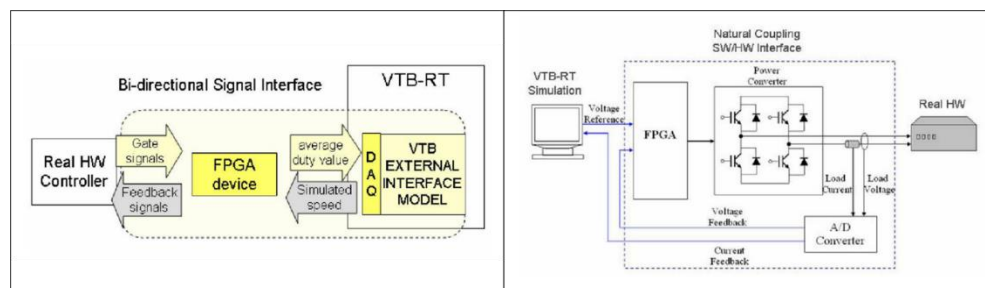 Bi-directional Signal Interface
VTB-RT
Real HW
Controller
Gate
signals
Feedback
signals
FPGA
device
average
duty value
Simulated
speed
D
A
Q
VTB
EXTERNAL
INTERFACE
MODEL
Natural Coupling
SW/HW Interface
VTB-RT
Simulation
Voltage
Reference
FPGA
Power
Converter
Real HW
Load
Current
Load
Voltage
Voltage
Feedback
A/D
Converter
Current
Feedback